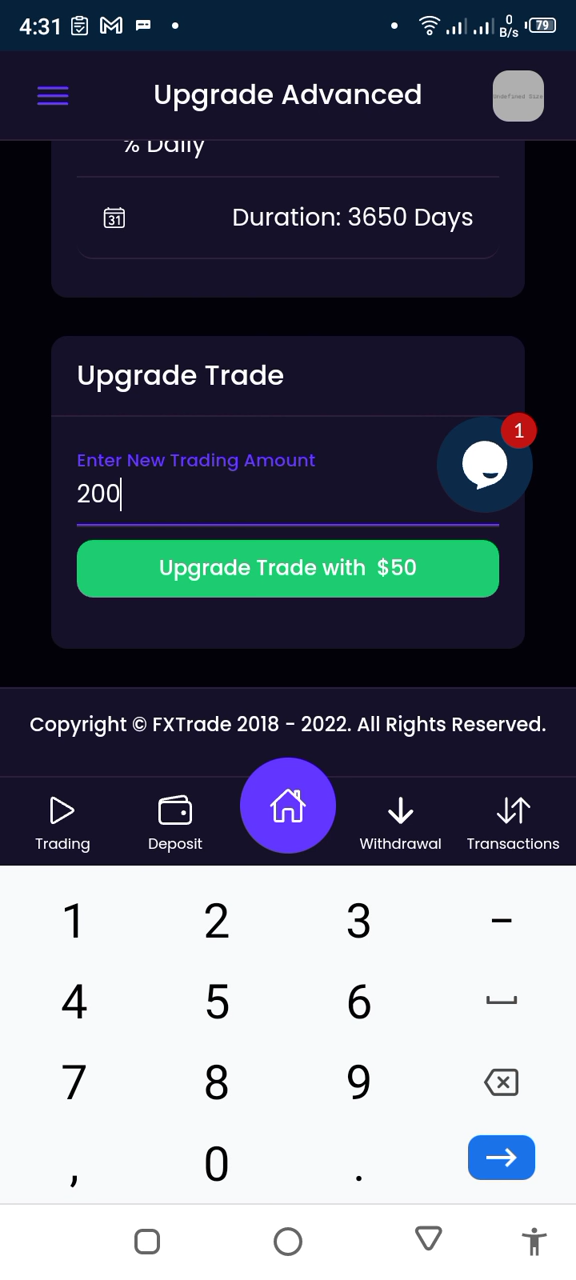 4:31
0
B/s
79
Upgrade Advanced
Undefined Size
% Daily
31
Duration: 3650 Days
Upgrade Trade
1
Enter New Trading Amount
200
Upgrade Trade with $50
Copyright © FXTrade 2018 - 2022. All Rights Reserved.
Trading Deposit Withdrawal Transactions
1 2 3 -
4 5 6
7 8 9
, 0 .